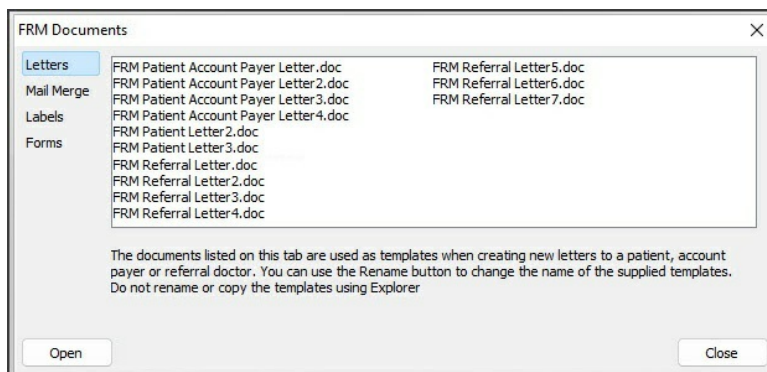 FRM Documents
Letters
Mail Merge
Labels
Forms
FRM Patient Account Payer Letter.doc
FRM Patient Account Payer Letter2.doc
FRM Patient Account Payer Letter3.doc
FRM Patient Account Payer Letter4.doc
FRM Patient Letter2.doc
FRM Patient Letter3.doc
FRM Referral Letter.doc
FRM Referral Letter2.doc
FRM Referral Letter3.doc
FRM Referral Letter4.doc
FRM Referral Letter5.doc
FRM Referral Letter6.doc
FRM Referral Letter7.doc
The documents listed on this tab are used as templates when creating new letters to a patient, account
payer or referral doctor. You can use the Rename button to change the name of the supplied templates.
Do not rename or copy the templates using Explorer
Open
Close